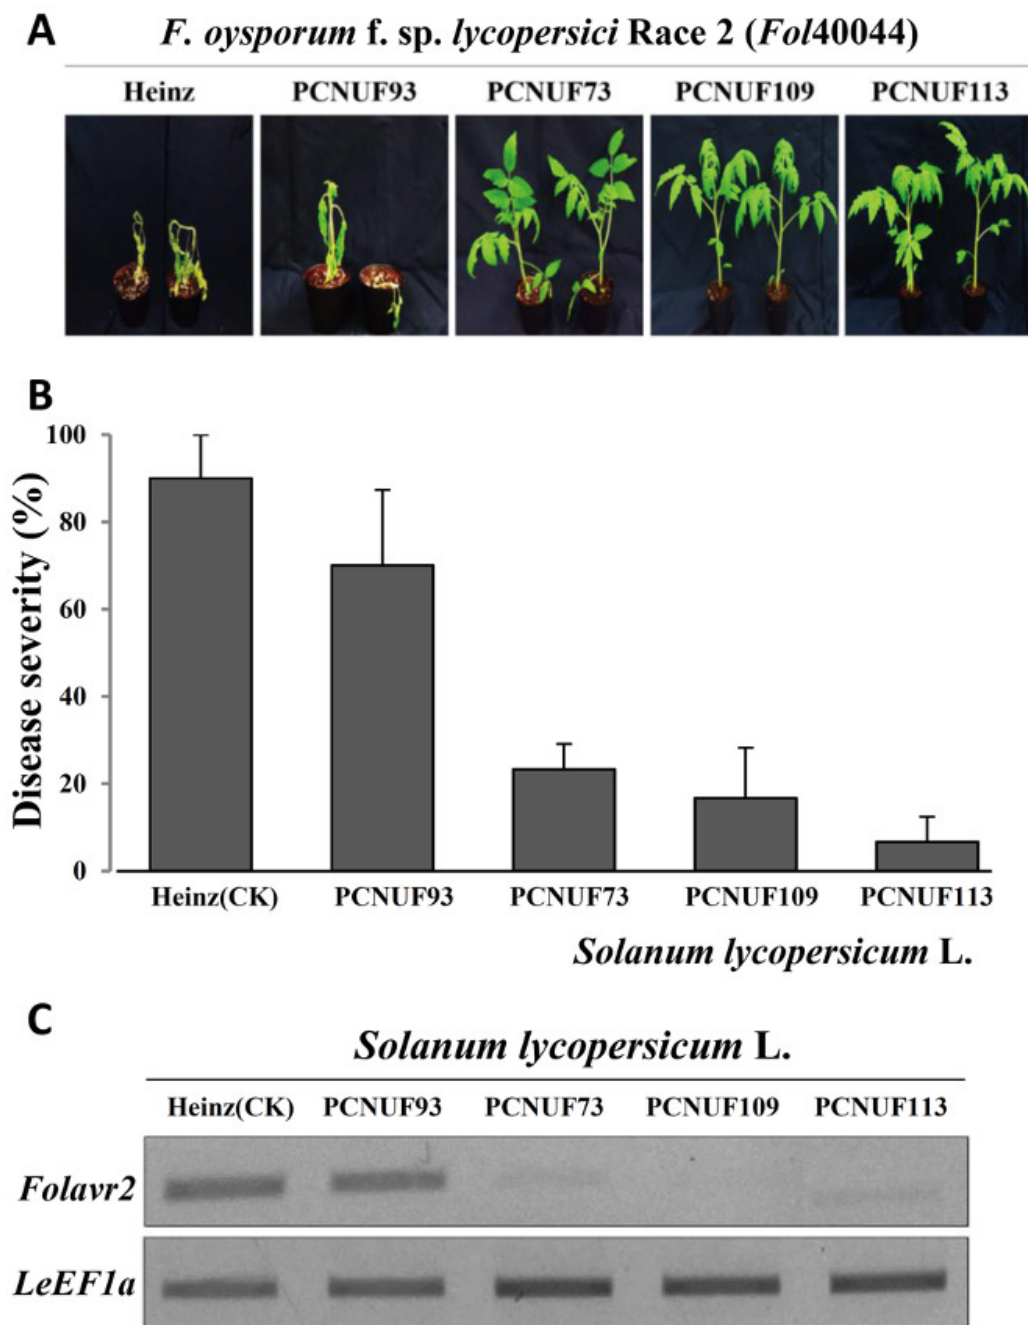 A
F. oysporum f. sp. lycopersici Race 2 (Fol40044)
Heinz PCNUF93 PCNUF73 PCNUF109 PCNUF113
B
100
80
60
40
20
0
Disease severity (%)
Heinz(CK) PCNUF93 PCNUF73 PCNUF109 PCNUF113
Solanum lycopersicum L.
C
Solanum lycopersicum L.
Heinz(CK) PCNUF93 PCNUF73 PCNUF109 PCNUF113
Folavr2
LeEF1a